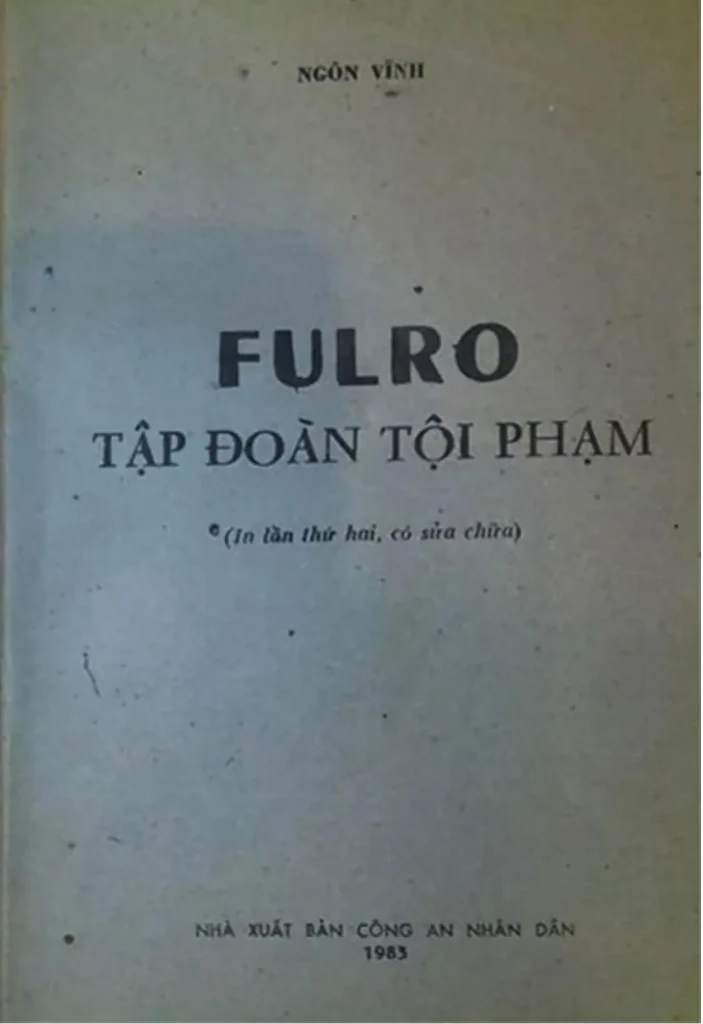 NGÔN VĨNH
FULRO
TẬP ĐOÀN TỘI PHẠM
(In lần thứ hai, có sửa chữa)
NHÀ XUẤT BẢN CÔNG AN NHÂN DÂN
1983